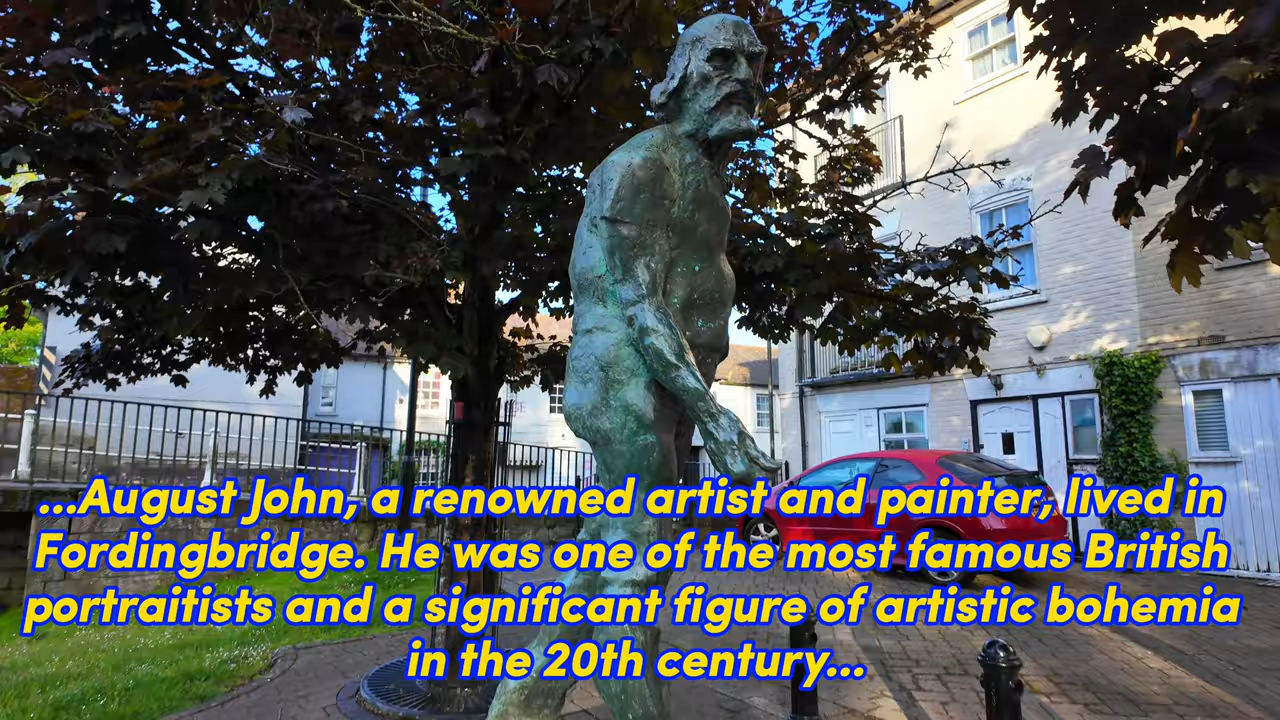 ...August John, a renowned artist and painter, lived in
Fordingbridge. He was one of the most famous British
portraitists and a significant figure of artistic bohemia
in the 20th century...